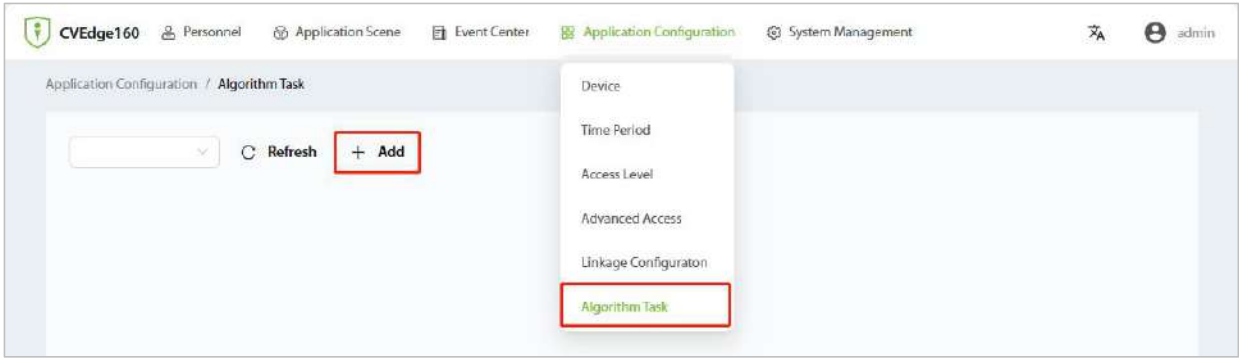 CVEdge160 Personnel Application Scene Event Center Application Configuration System Management admin
Application Configuration / Algorithm Task
Device
Time Period
Refresh + Add
Access Level
Advanced Access
Linkage Configuraton
Algorithm Task